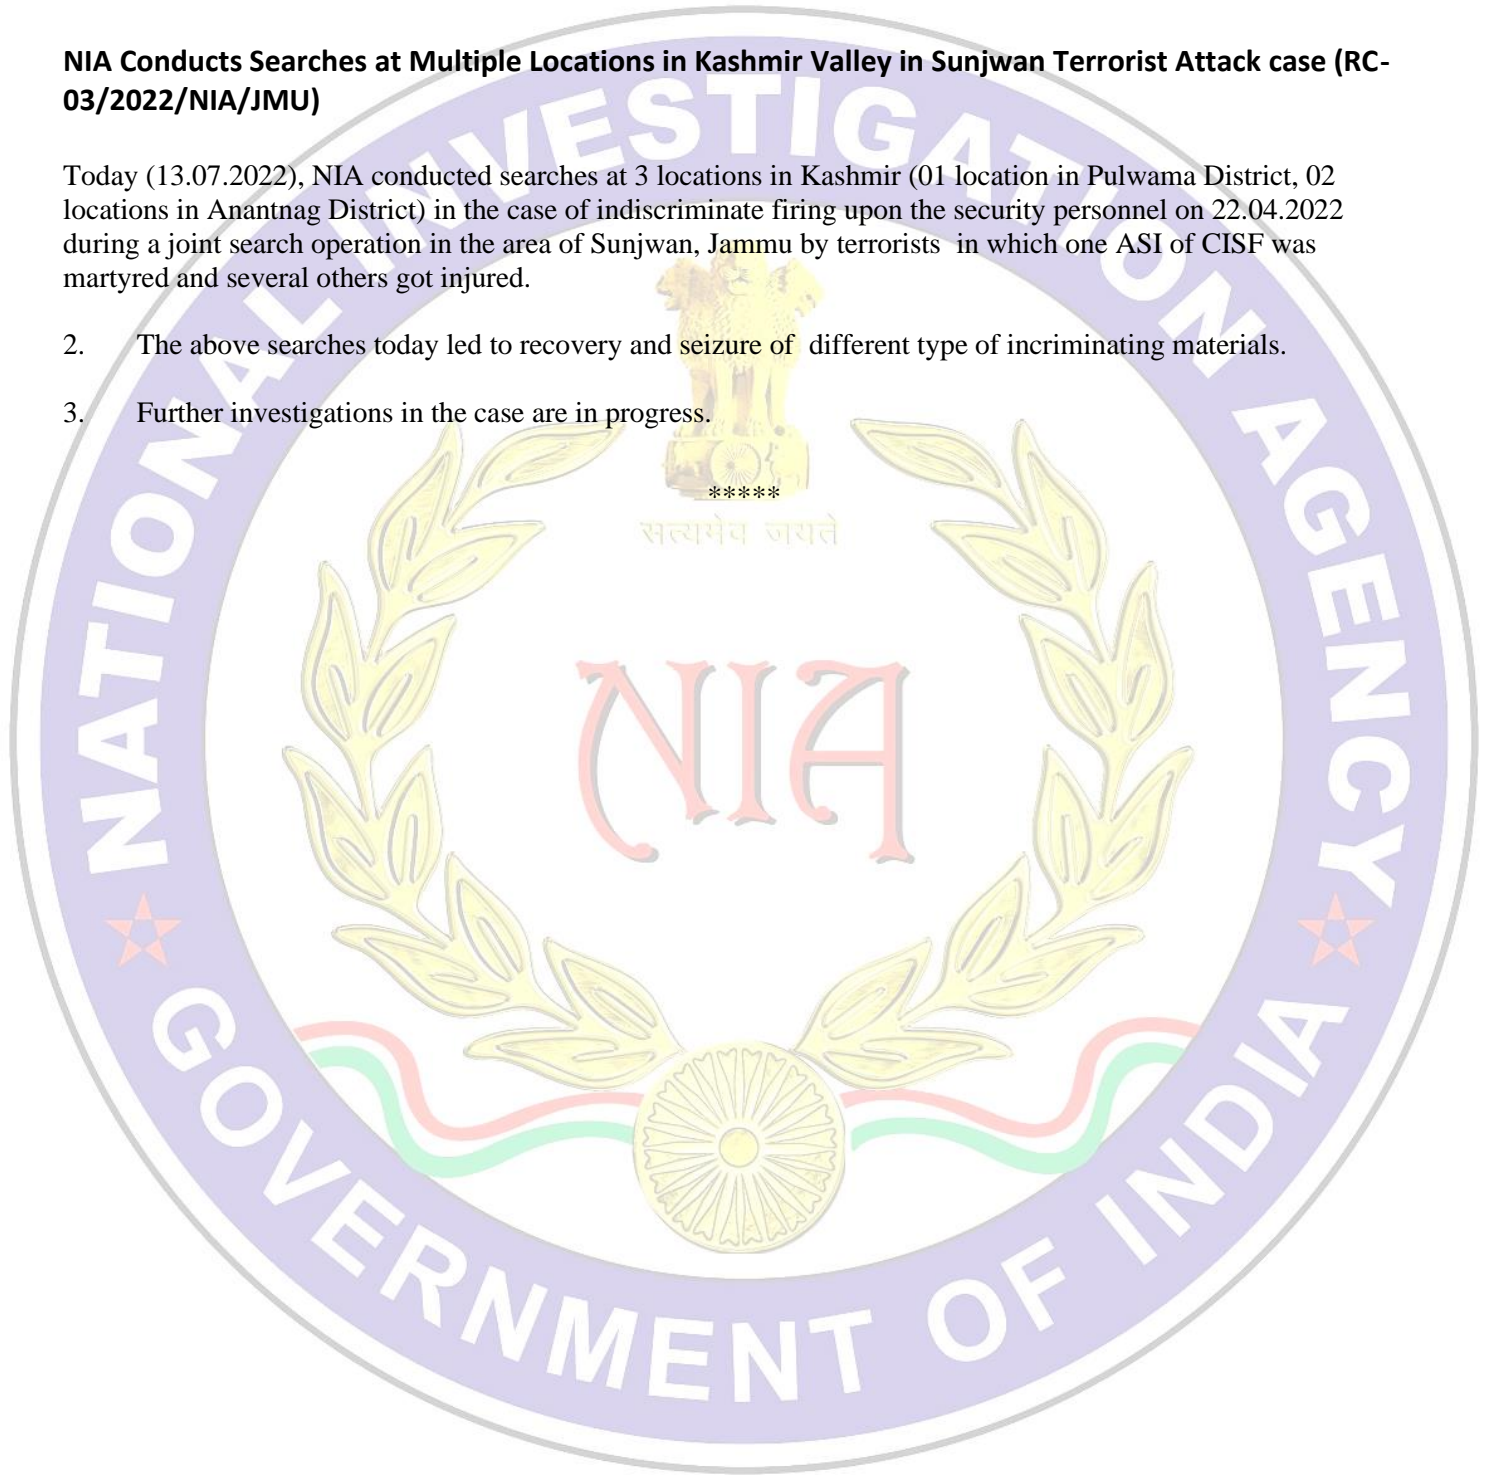 NIA Conducts Searches at Multiple Locations in Kashmir Valley in Sunjwan Terrorist Attack case (RC-
03/2022/NIA/JMU)
Today (13.07.2022), NIA conducted searches at 3 locations in Kashmir (01 location in Pulwama District, 02
locations in Anantnag District) in the case of indiscriminate firing upon the security personnel on 22.04.2022
during a joint search operation in the area of Sunjwan, Jammu by terrorists in which one ASI of CISF was
martyred and several others got injured.
2. The above searches today led to recovery and seizure of different type of incriminating materials.
3. Further investigations in the case are in progress.
*****
सत्यमेव जयते
NIA
NATIONAL INVESTIGATION AGENCY
GOVERNMENT OF INDIA